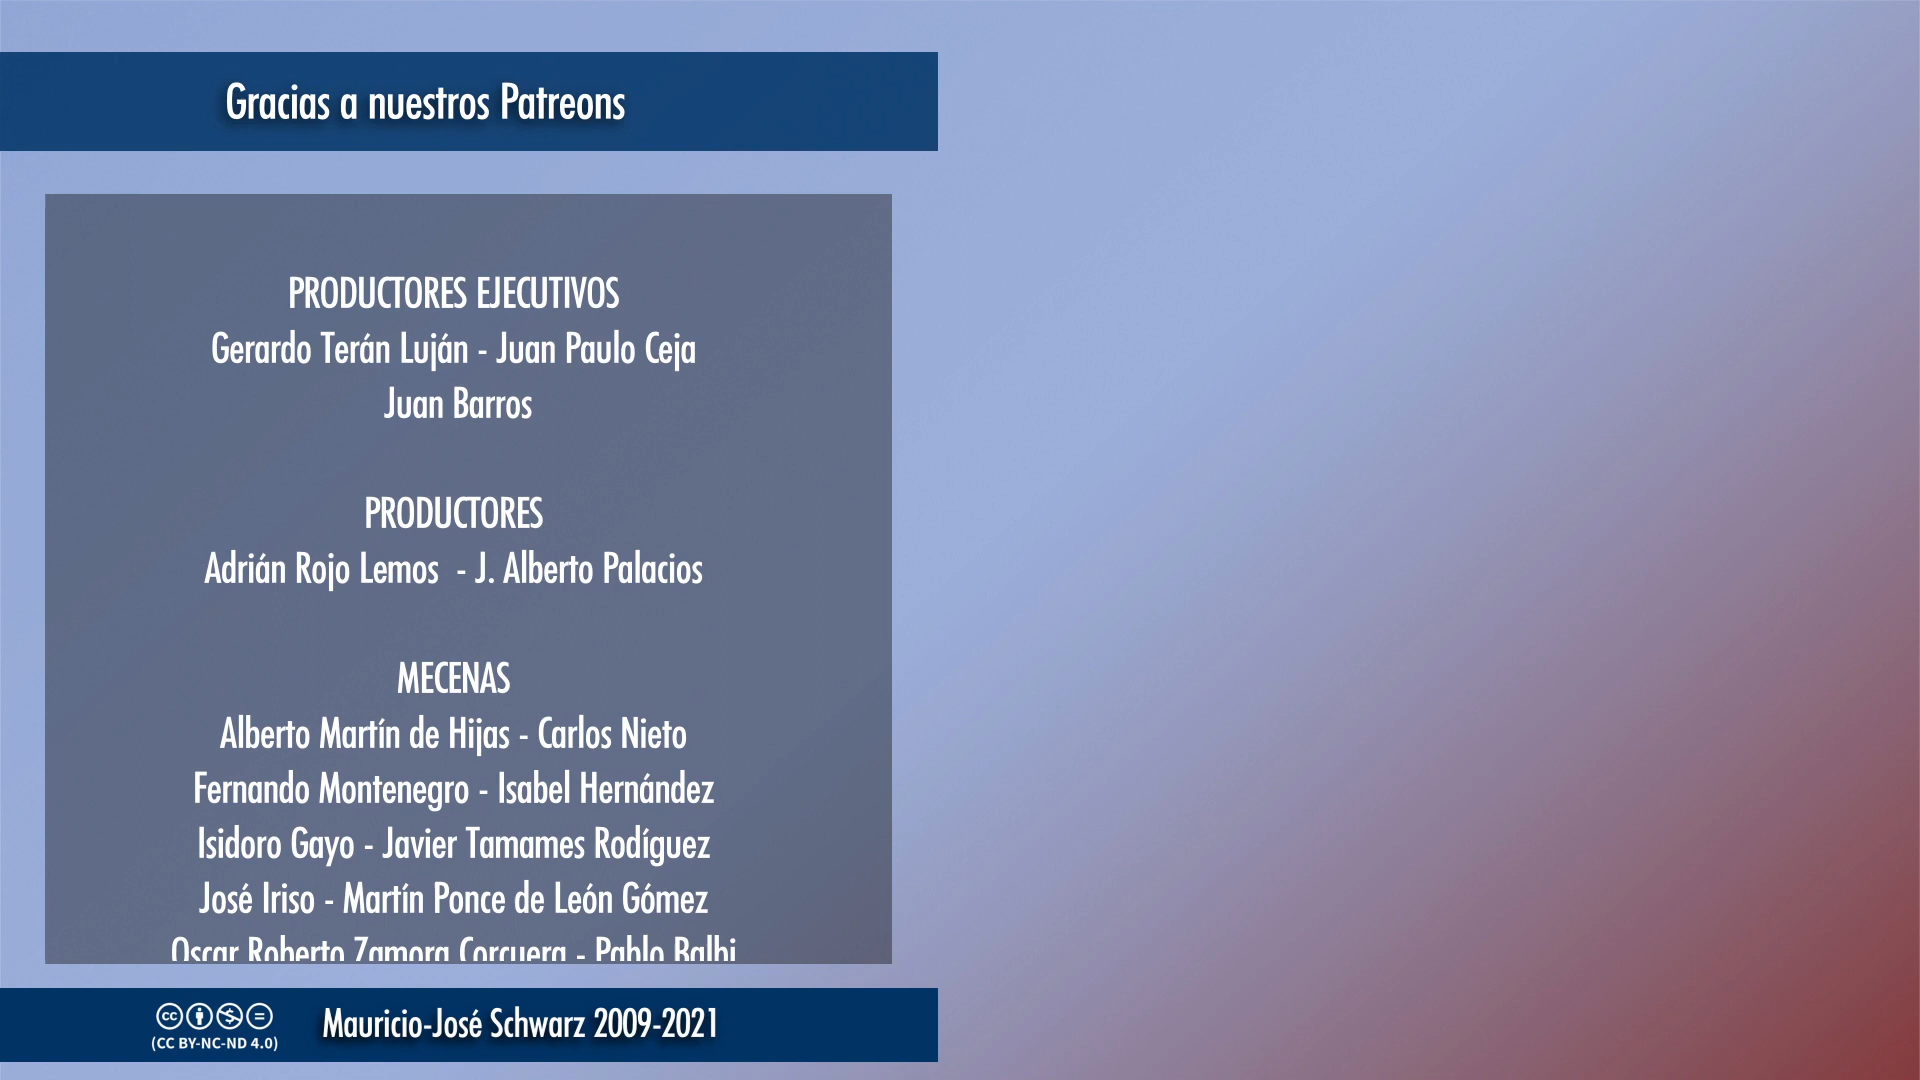 Gracias a nuestros Patreons
PRODUCTORES EJECUTIVOS
Gerardo Terán Luján - Juan Paulo Ceja
Juan Barros
PRODUCTORES
Adrián Rojo Lemos - J. Alberto Palacios
MECENAS
Alberto Martín de Hijas - Carlos Nieto
Fernando Montenegro - Isabel Hernández
Isidoro Gayo - Javier Tamames Rodíguez
José Iriso - Martín Ponce de León Gómez
Oscar Roberto Zamora Corcuera - Pablo Balbi
(CC BY-NC-ND 4.0)
Mauricio-José Schwarz 2009-2021